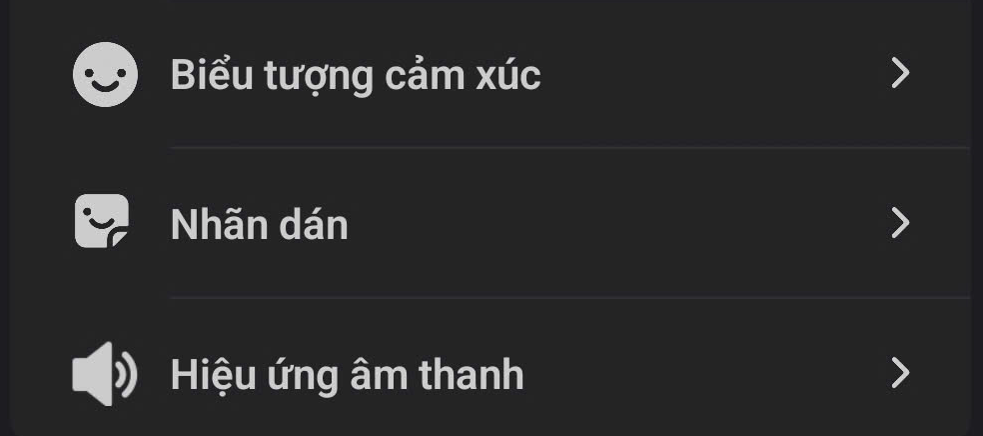 Biểu tượng cảm xúc
Nhãn dán
Hiệu ứng âm thanh